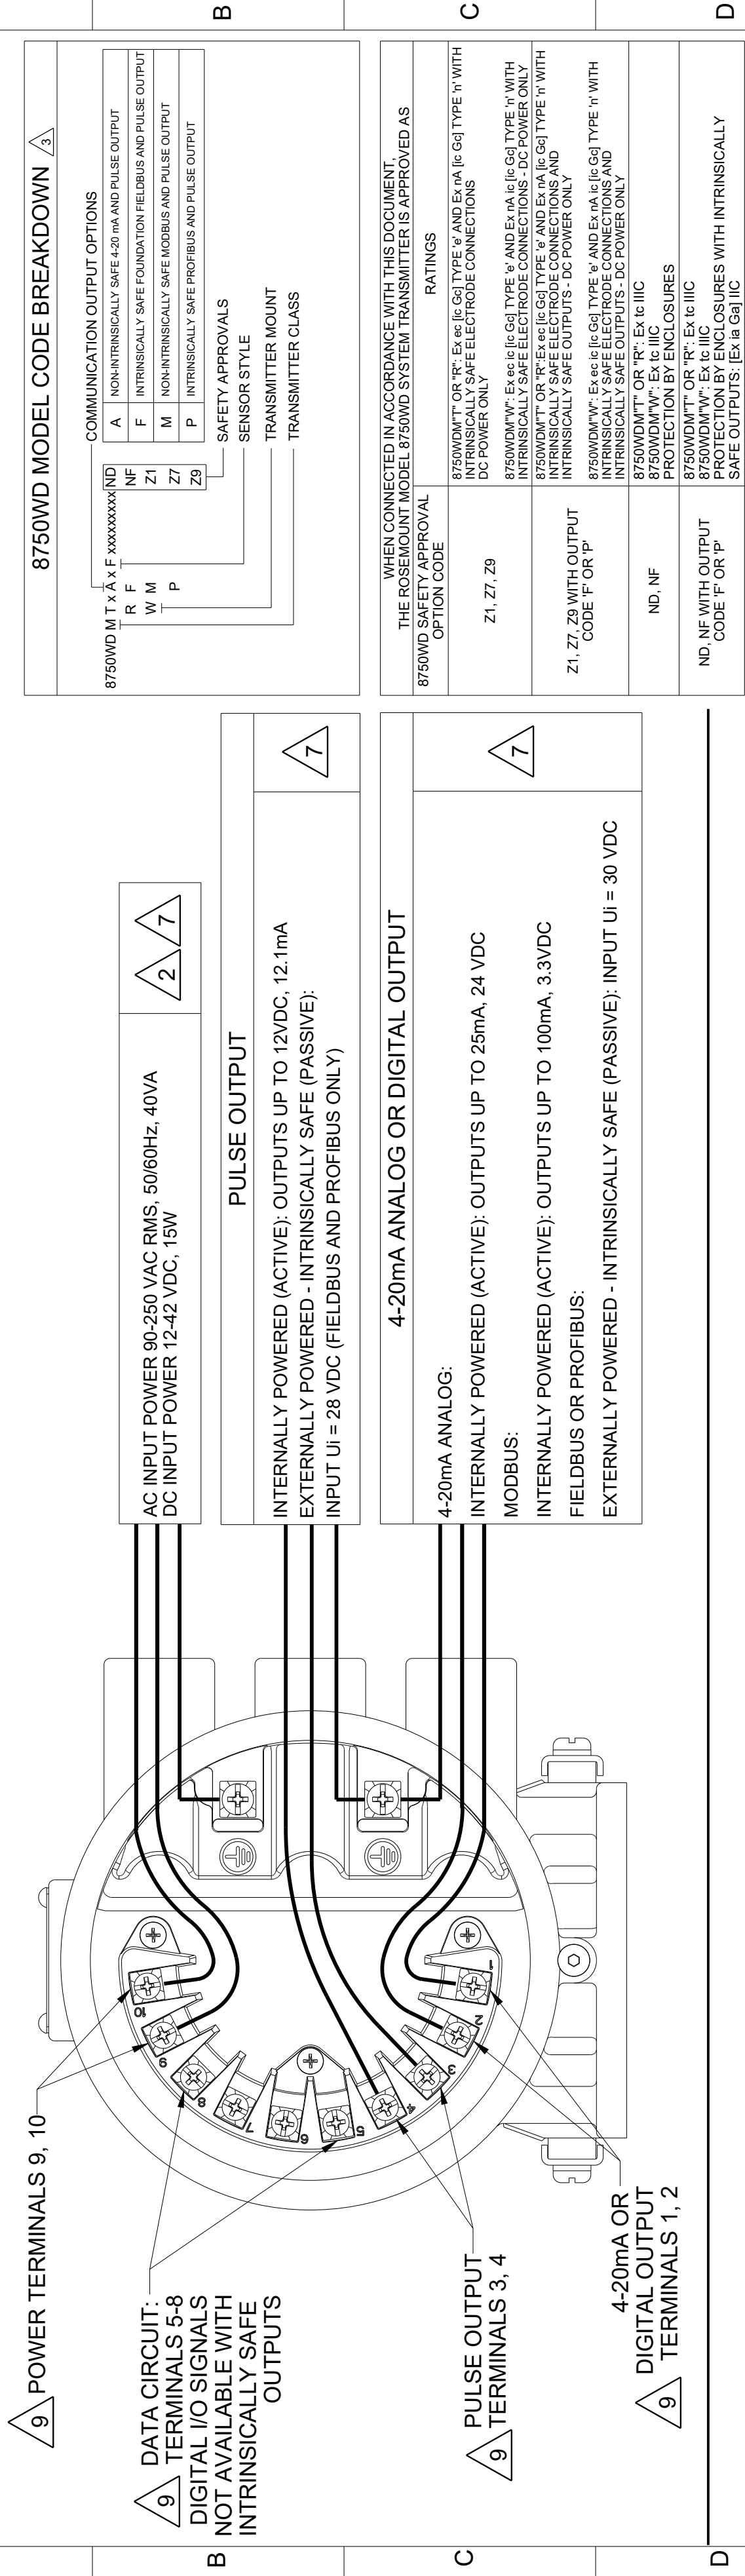 B
C
D
9 POWER TERMINALS 9, 10
9 DATA CIRCUIT:
TERMINALS 5-8
DIGITAL I/O SIGNALS
NOT AVAILABLE WITH
INTRINSICALLY SAFE
OUTPUTS
9 PULSE OUTPUT
TERMINALS 3, 4
9 4-20mA OR
DIGITAL OUTPUT
TERMINALS 1, 2
10
9
8
7
6
5
4
3
2
1
AC INPUT POWER 90-250 VAC RMS, 50/60Hz, 40VA
DC INPUT POWER 12-42 VDC, 15W
2 7
PULSE OUTPUT
INTERNALLY POWERED (ACTIVE): OUTPUTS UP TO 12VDC, 12.1mA
EXTERNALLY POWERED - INTRINSICALLY SAFE (PASSIVE):
INPUT Ui = 28 VDC (FIELDBUS AND PROFIBUS ONLY)
7
4-20mA ANALOG OR DIGITAL OUTPUT
4-20mA ANALOG:
INTERNALLY POWERED (ACTIVE): OUTPUTS UP TO 25mA, 24 VDC
MODBUS:
INTERNALLY POWERED (ACTIVE): OUTPUTS UP TO 100mA, 3.3VDC
FIELDBUS OR PROFIBUS:
EXTERNALLY POWERED - INTRINSICALLY SAFE (PASSIVE): INPUT Ui = 30 VDC
7
8750WD MODEL CODE BREAKDOWN 3
COMMUNICATION OUTPUT OPTIONS
A NON-INTRINSICALLY SAFE 4-20 mA AND PULSE OUTPUT
F INTRINSICALLY SAFE FOUNDATION FIELDBUS AND PULSE OUTPUT
M NON-INTRINSICALLY SAFE MODBUS AND PULSE OUTPUT
P INTRINSICALLY SAFE PROFIBUS AND PULSE OUTPUT
8750WD M T x A x F xxxxxxxxx ND
R F NF
W M Z1
P Z7
Z9
SAFETY APPROVALS
SENSOR STYLE
TRANSMITTER MOUNT
TRANSMITTER CLASS
WHEN CONNECTED IN ACCORDANCE WITH THIS DOCUMENT,
THE ROSEMOUNT MODEL 8750WD SYSTEM TRANSMITTER IS APPROVED AS
8750WD SAFETY APPROVAL
OPTION CODE
RATINGS
Z1, Z7, Z9
8750WDM"T" OR "R": Ex ec [ic Gc] TYPE 'e' AND Ex nA [ic Gc] TYPE 'n' WITH
INTRINSICALLY SAFE ELECTRODE CONNECTIONS
DC POWER ONLY
8750WDM"W": Ex ec ic [ic Gc] TYPE 'e' AND Ex nA ic [ic Gc] TYPE 'n' WITH
INTRINSICALLY SAFE ELECTRODE CONNECTIONS - DC POWER ONLY
Z1, Z7, Z9 WITH OUTPUT
CODE 'F' OR 'P'
8750WDM"T" OR "R":Ex ec [ic Gc] TYPE 'e' AND Ex nA [ic Gc] TYPE 'n' WITH
INTRINSICALLY SAFE ELECTRODE CONNECTIONS AND
INTRINSICALLY SAFE OUTPUTS - DC POWER ONLY
8750WDM"W": Ex ec ic [ic Gc] TYPE 'e' AND Ex nA ic [ic Gc] TYPE 'n' WITH
INTRINSICALLY SAFE ELECTRODE CONNECTIONS AND
INTRINSICALLY SAFE OUTPUTS - DC POWER ONLY
ND, NF
8750WDM"T" OR "R": Ex tc IIIC
8750WDM"W": Ex tc IIIC
PROTECTION BY ENCLOSURES
ND, NF WITH OUTPUT
CODE 'F' OR 'P'
8750WDM"T" OR "R": Ex tc IIIC
8750WDM"W": Ex tc IIIC
PROTECTION BY ENCLOSURES WITH INTRINSICALLY
SAFE OUTPUTS: [Ex ia Ga] IIC
B
C
D